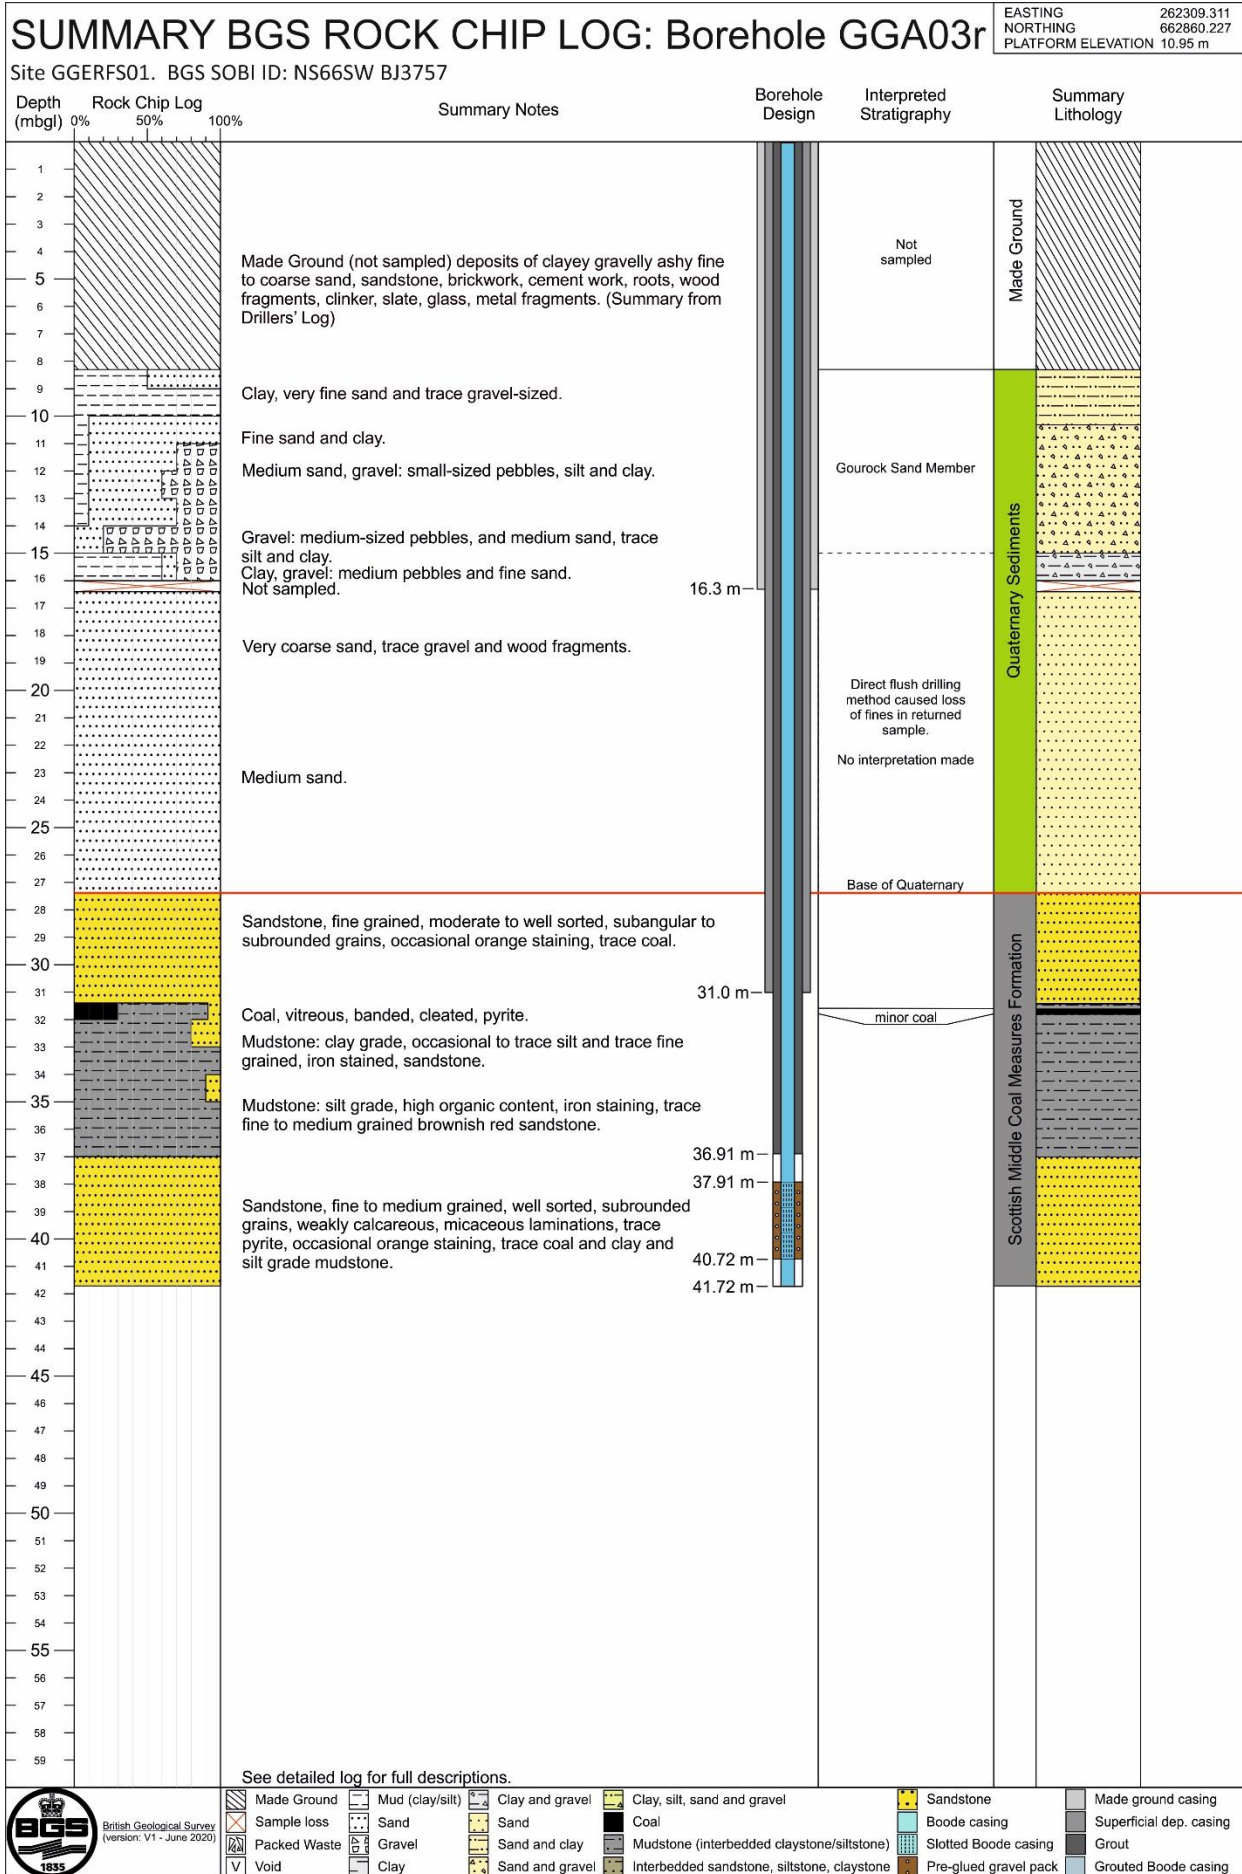 SUMMARY BGS ROCK CHIP LOG: Borehole GGA03r
EASTING 262309.311
NORTHING 662860.227
PLATFORM ELEVATION 10.95 m
Site GGERFS01. BGS SOBI ID: NS66SW BJ3757
Depth
(mbgl)
Rock Chip Log
0% 50% 100%
Summary Notes
Borehole
Design
Interpreted
Stratigraphy
Summary
Lithology
1
2
3
4
5
6
7
8
9
10
11
12
13
14
15
16
17
18
19
20
21
22
23
24
25
26
27
28
29
30
31
32
33
34
35
36
37
38
39
40
41
42
43
44
45
46
47
48
49
50
51
52
53
54
55
56
57
58
59
Made Ground (not sampled) deposits of clayey gravelly ashy fine
to coarse sand, sandstone, brickwork, cement work, roots, wood
fragments, clinker, slate, glass, metal fragments. (Summary from
Drillers' Log)
Clay, very fine sand and trace gravel-sized.
Fine sand and clay.
Medium sand, gravel: small-sized pebbles, silt and clay.
Gravel: medium-sized pebbles, and medium sand, trace
silt and clay.
Clay, gravel: medium pebbles and fine sand.
Not sampled.
Very coarse sand, trace gravel and wood fragments.
Medium sand.
Sandstone, fine grained, moderate to well sorted, subangular to
subrounded grains, occasional orange staining, trace coal.
Coal, vitreous, banded, cleated, pyrite.
Mudstone: clay grade, occasional to trace silt and trace fine
grained, iron stained, sandstone.
Mudstone: silt grade, high organic content, iron staining, trace
fine to medium grained brownish red sandstone.
Sandstone, fine to medium grained, well sorted, subrounded
grains, weakly calcareous, micaceous laminations, trace
pyrite, occasional orange staining, trace coal and clay and
silt grade mudstone.
See detailed log for full descriptions.
16.3 m
31.0 m
36.91 m
37.91 m
40.72 m
41.72 m
Not
sampled
Gourock Sand Member
Direct flush drilling
method caused loss
of fines in returned
sample.
No interpretation made
Base of Quaternary
minor coal
Made Ground
Quaternary Sediments
Scottish Middle Coal Measures Formation
BGS
1835
British Geological Survey
(version: V1 - June 2020)
Made Ground
Sample loss
Packed Waste
V Void
Mud (clay/silt)
Sand
Gravel
Clay
Clay and gravel
Sand
Sand and clay
Sand and gravel
Clay, silt, sand and gravel
Coal
Mudstone (interbedded claystone/siltstone)
Interbedded sandstone, siltstone, claystone
Sandstone
Boode casing
Slotted Boode casing
Pre-glued gravel pack
Made ground casing
Superficial dep. casing
Grout
Grouted Boode casing